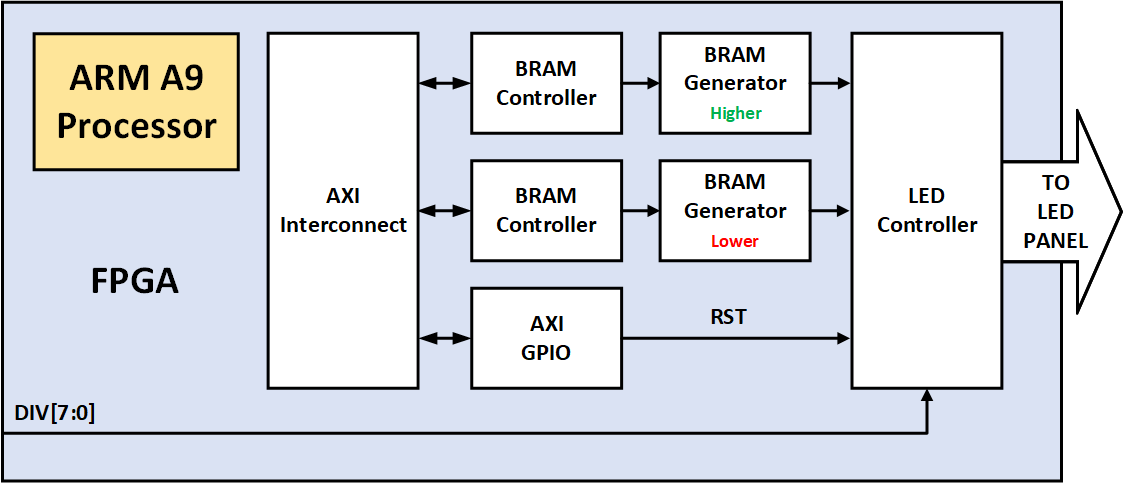 ARM A9
Processor
FPGA
AXI
Interconnect
BRAM
Controller
BRAM
Generator
Higher
BRAM
Controller
BRAM
Generator
Lower
AXI
GPIO
RST
LED
Controller
TO
LED
PANEL
DIV[7:0]